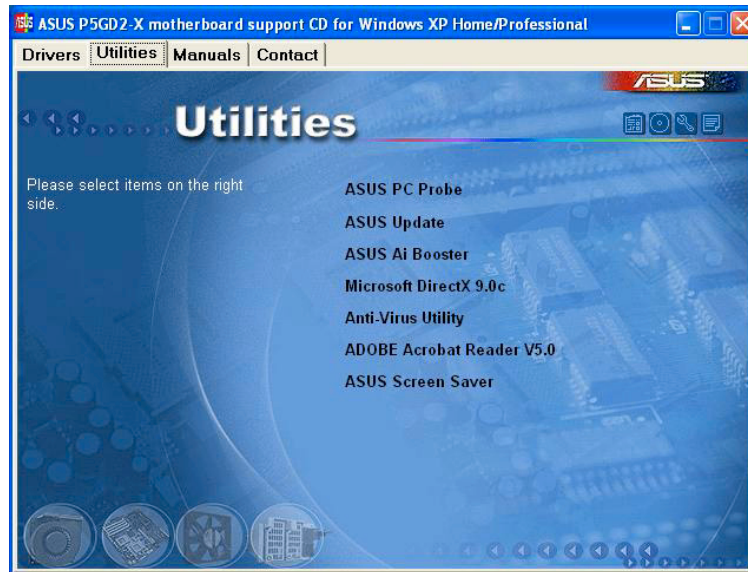 ASUS P5GD2-X motherboard support CD for Windows XP Home/Professional
Drivers Utilities Manuals Contact
ASUS
Utilities
Please select items on the right
side.
ASUS PC Probe
ASUS Update
ASUS Ai Booster
Microsoft DirectX 9.0c
Anti-Virus Utility
ADOBE Acrobat Reader V5.0
ASUS Screen Saver